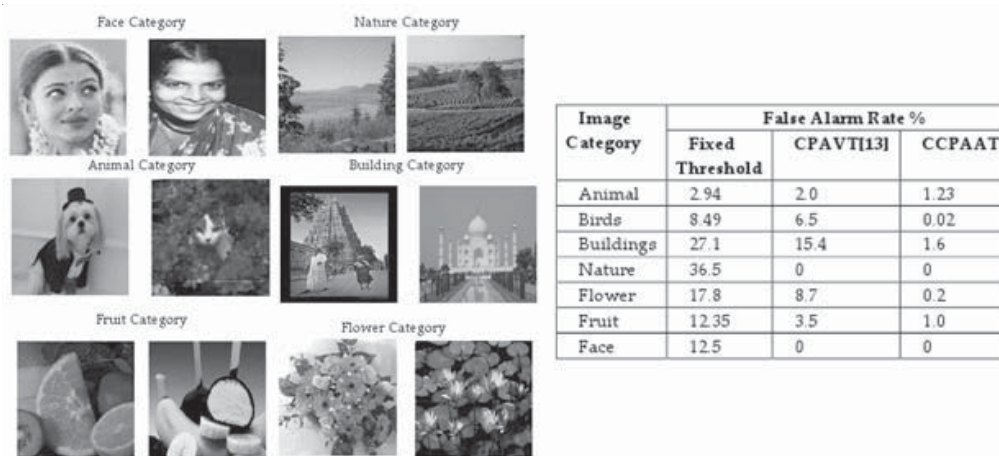 Face Category
Nature Category
Animal Category
Building Category
Fruit Category
Flower Category
Image Category
False Alarm Rate %
Fixed Threshold
CPAVT[13]
CCPAAT
Animal 2.94 2.0 1.23
Birds 8.49 6.5 0.02
Buildings 27.1 15.4 1.6
Nature 36.5 0 0
Flower 17.8 8.7 0.2
Fruit 12.35 3.5 1.0
Face 12.5 0 0